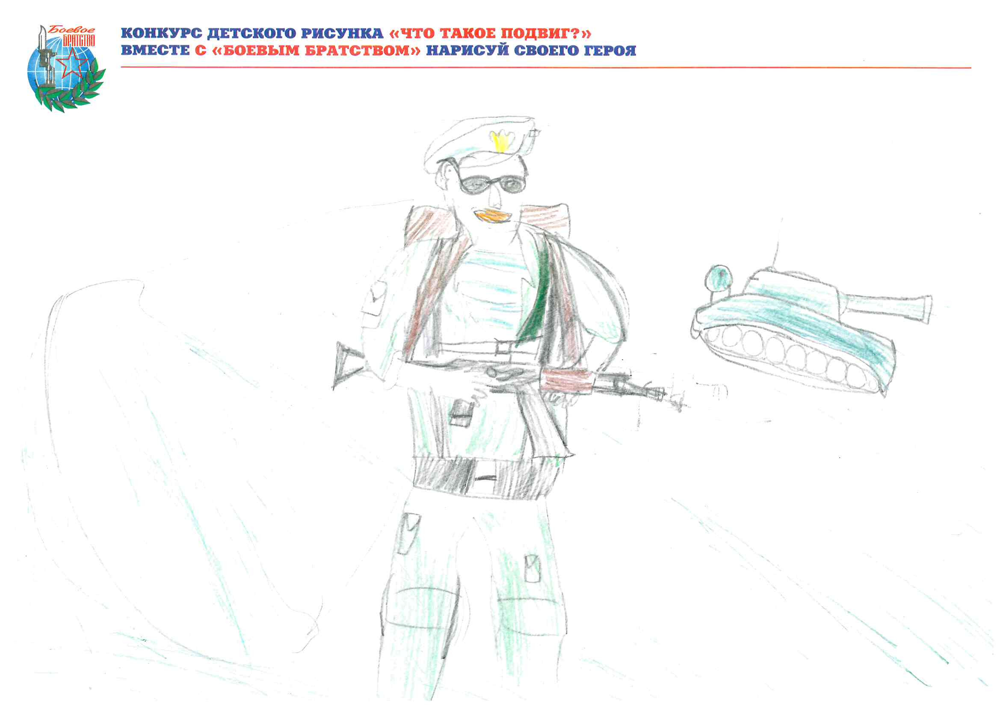 Боевое
БРАТСТВО
КОНКУРС ДЕТСКОГО РИСУНКА «ЧТО ТАКОЕ ПОДВИГ?»
ВМЕСТЕ С «БОЕВЫМ БРАТСТВОМ» НАРИСУЙ СВОЕГО ГЕРОЯ